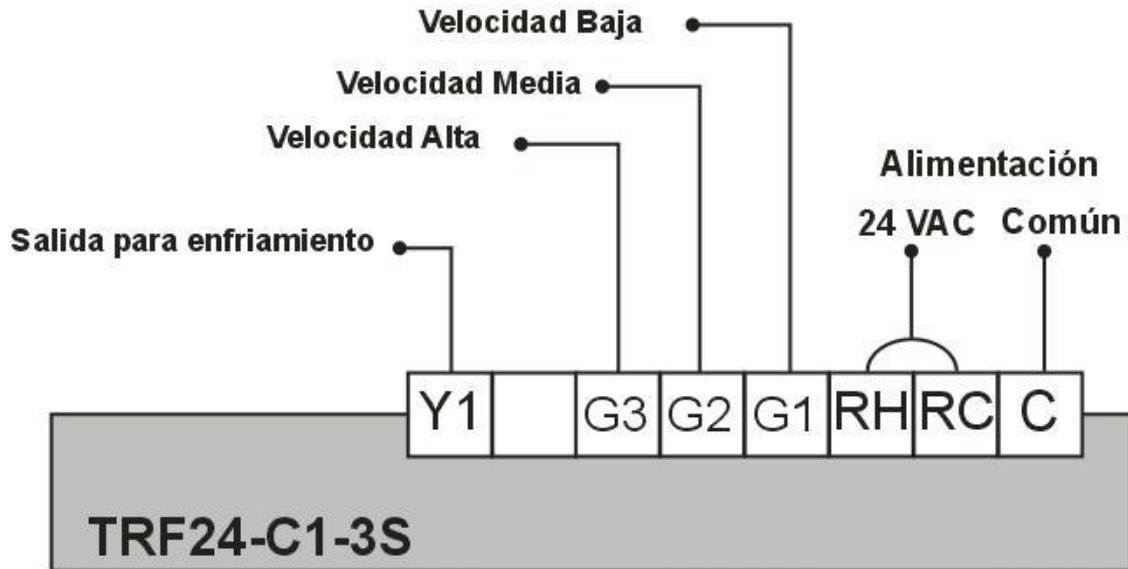 Velocidad Baja
Velocidad Media
Velocidad Alta
Alimentación
24 VAC Común
Salida para enfriamiento
Y1 G3 G2 G1 RH RC C
TRF24-C1-3S